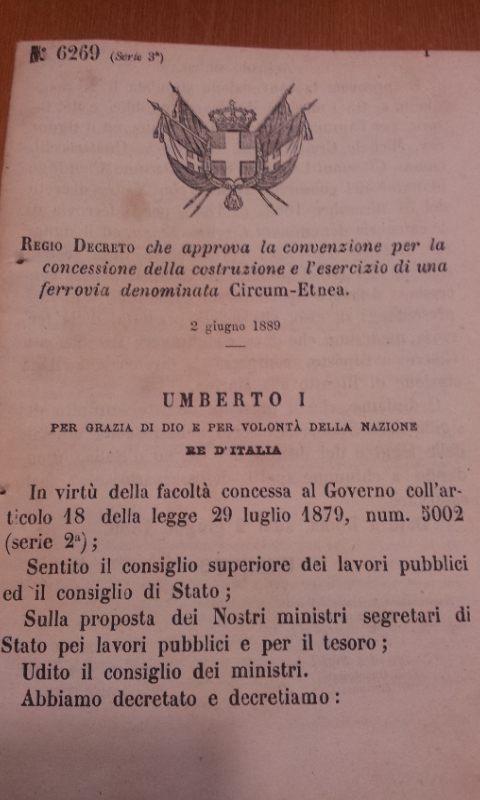 N. 6269 (Serie 3ª) 1
REGIO DECRETO che approva la convenzione per la
concessione della costruzione e l'esercizio di una
ferrovia denominata Circum-Etnea.
2 giugno 1889
UMBERTO I
PER GRAZIA DI DIO E PER VOLONTÀ DELLA NAZIONE
RE D'ITALIA
In virtù della facoltà concessa al Governo coll'ar-
ticolo 18 della legge 29 luglio 1879, num. 5002
(serie 2ª);
Sentito il consiglio superiore dei lavori pubblici
ed il consiglio di Stato;
Sulla proposta dei Nostri ministri segretari di
Stato pei lavori pubblici e per il tesoro;
Udito il consiglio dei ministri.
Abbiamo decretato e decretiamo: